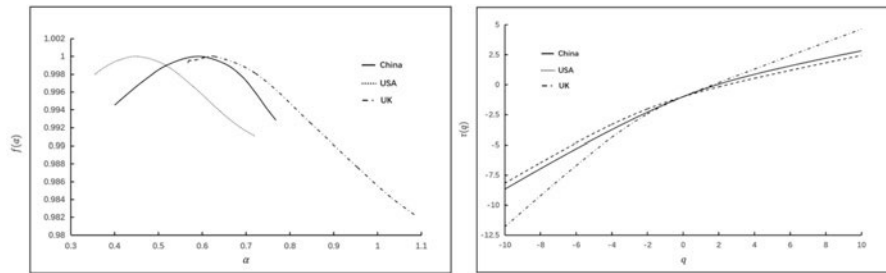 1.002
1
0.998
0.996
0.994
0.992
0.99
0.988
0.986
0.984
0.982
0.98
f(α)
0.3 0.4 0.5 0.6 0.7 0.8 0.9 1 1.1
α
China
USA
UK
5
2.5
0
-2.5
-5
-7.5
-10
-12.5
τ(q)
-10 -8 -6 -4 -2 0 2 4 6 8 10
q
China
USA
UK